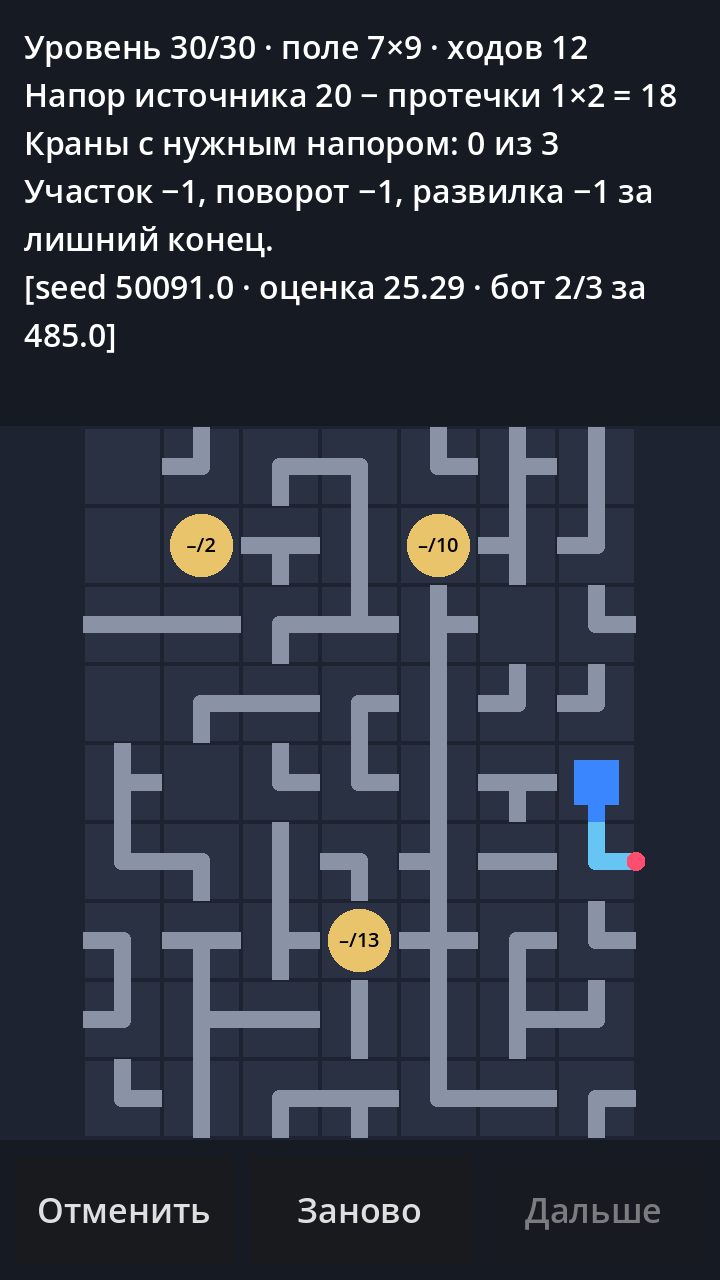 Уровень 30/30 · поле 7×9 · ходов 12
Напор источника 20 − протечки 1×2 = 18
Краны с нужным напором: 0 из 3
Участок −1, поворот −1, развилка −1 за
лишний конец.
[seed 50091.0 · оценка 25.29 · бот 2/3 за
485.0]
–/2
–/10
–/13
Отменить
Заново
Дальше